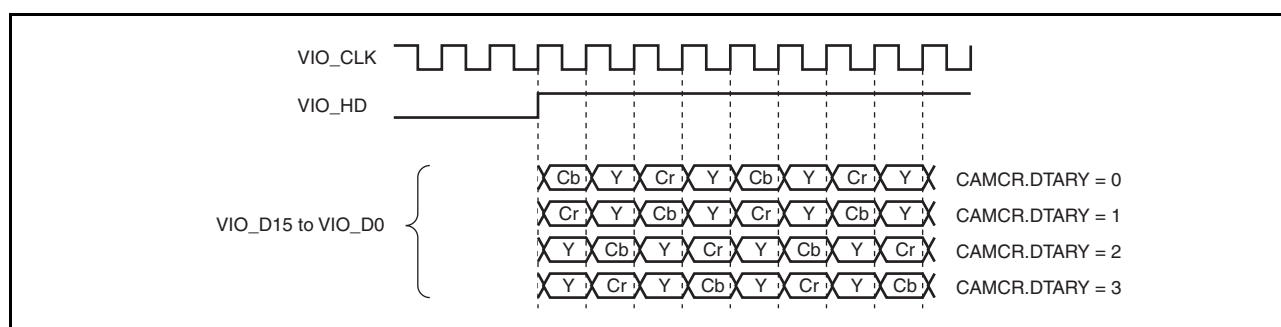 VIO_CLK
VIO_HD
VIO_D15 to VIO_D0
Cb Y Cr Y Cb Y Cr Y CAMCR.DTARY = 0
Cr Y Cb Y Cr Y Cb Y CAMCR.DTARY = 1
Y Cb Y Cr Y Cb Y Cr CAMCR.DTARY = 2
Y Cr Y Cb Y Cr Y Cb CAMCR.DTARY = 3